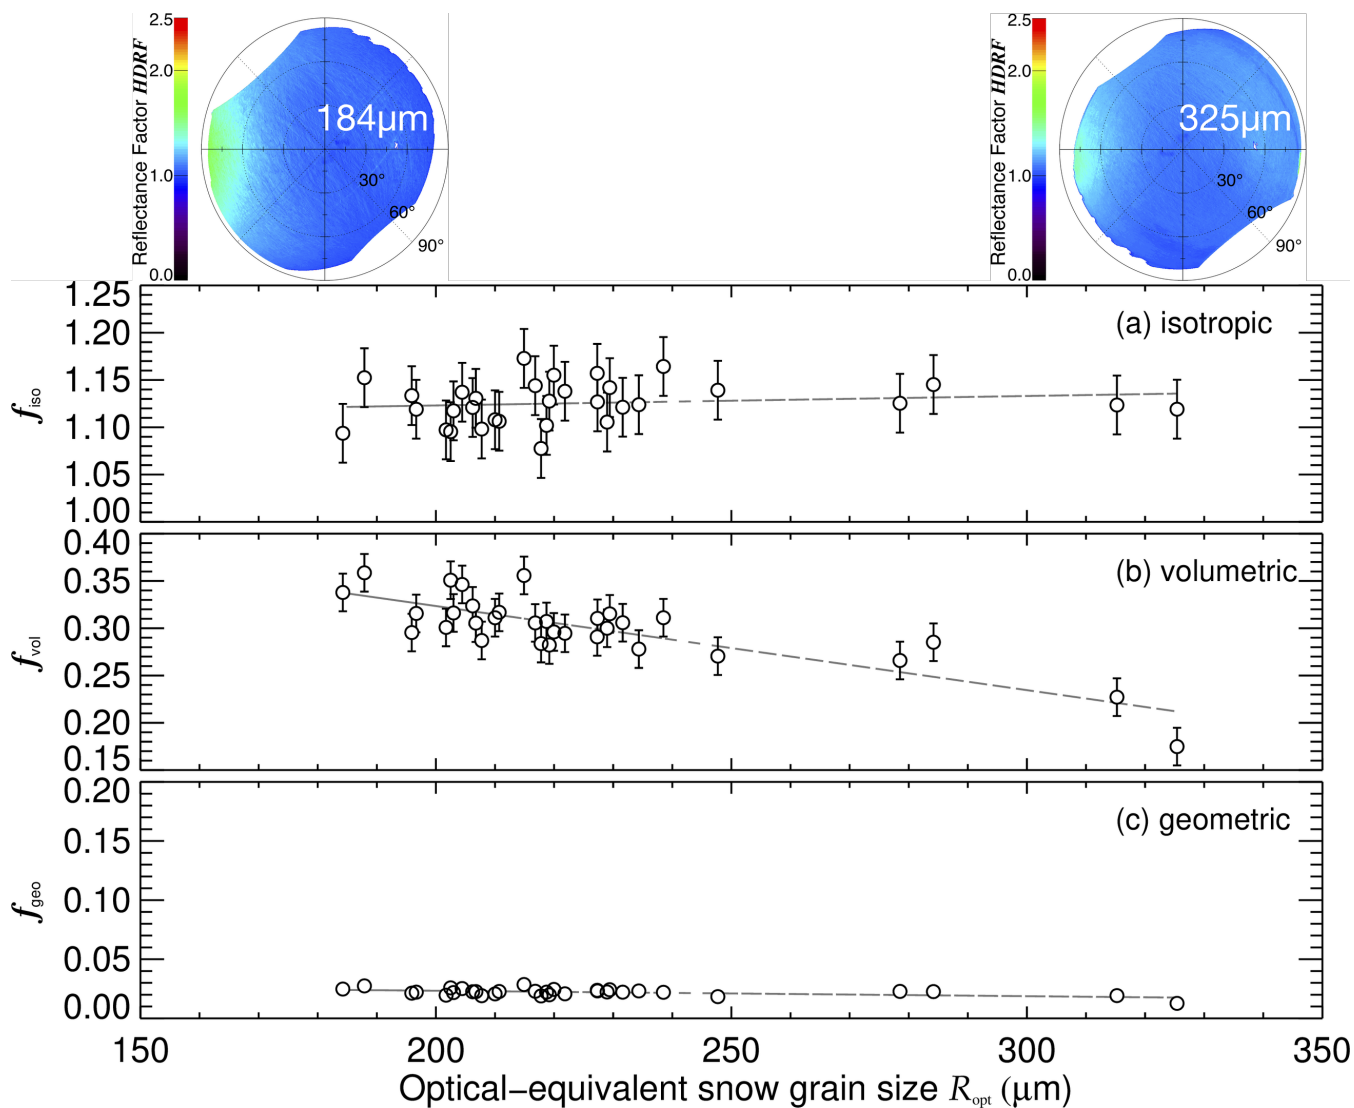 2.5
2.0
1.0
0.0
Reflectance Factor HDRF
184μm
30°
60°
90°
2.5
2.0
1.0
0.0
Reflectance Factor HDRF
325μm
30°
60°
90°
(a) isotropic
1.25
1.20
1.15
1.10
1.05
1.00
f iso
(b) volumetric
0.40
0.35
0.30
0.25
0.20
0.15
f vol
(c) geometric
0.20
0.15
0.10
0.05
0.00
f geo
150 200 250 300 350
Optical-equivalent snow grain size R opt (μm)